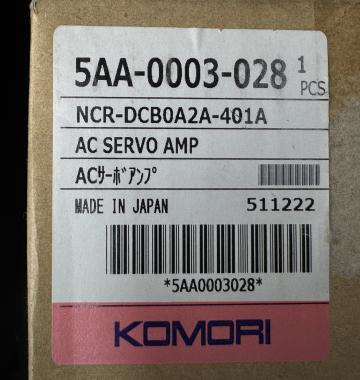 5AA-0003-028 1 PCS
NCR-DCB0A2A-401A
AC SERVO AMP
ACｻｰﾎﾞｱﾝﾌﾟ
MADE IN JAPAN 511222
*5AA0003028*
KOMORI